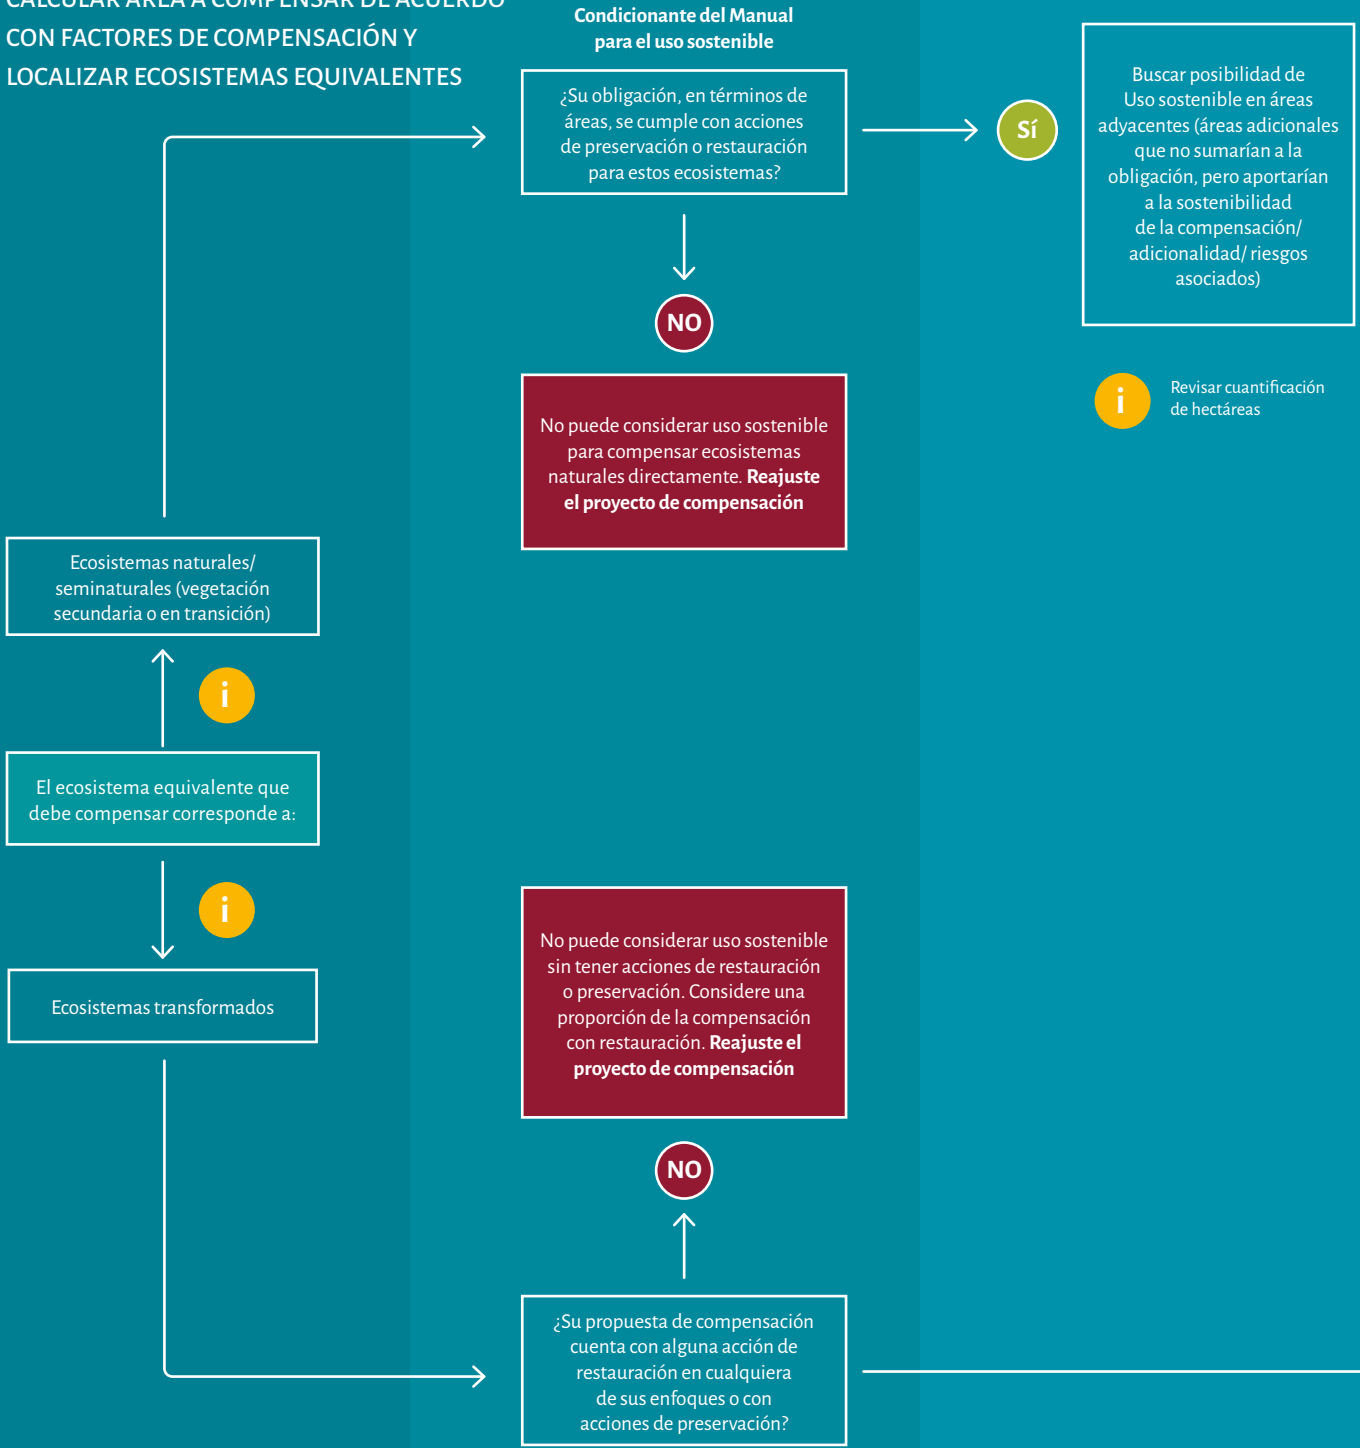 CALCULAR ÁREA A COMPENSAR DE ACUERDO
CON FACTORES DE COMPENSACIÓN Y
LOCALIZAR ECOSISTEMAS EQUIVALENTES
Condicionante del Manual
para el uso sostenible
¿Su obligación, en términos de
áreas, se cumple con acciones
de preservación o restauración
para estos ecosistemas?
Sí
Buscar posibilidad de
Uso sostenible en áreas
adyacentes (áreas adicionales
que no sumarían a la
obligación, pero aportarían
a la sostenibilidad
de la compensación/
adicionalidad/ riesgos
asociados)
NO
i
Revisar cuantificación
de hectáreas
No puede considerar uso sostenible
para compensar ecosistemas
naturales directamente. Reajuste
el proyecto de compensación
Ecosistemas naturales/
seminaturales (vegetación
secundaria o en transición)
i
El ecosistema equivalente que
debe compensar corresponde a:
i
Ecosistemas transformados
No puede considerar uso sostenible
sin tener acciones de restauración
o preservación. Considere una
proporción de la compensación
con restauración. Reajuste el
proyecto de compensación
NO
¿Su propuesta de compensación
cuenta con alguna acción de
restauración en cualquiera
de sus enfoques o con
acciones de preservación?